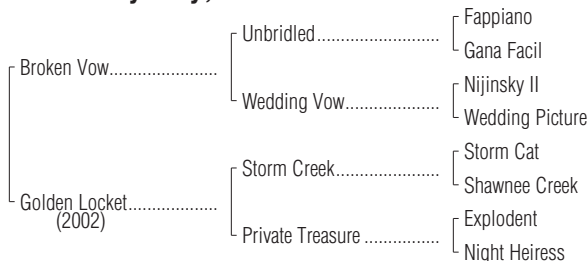 Fappiano
Unbridled
Gana Facil
Broken Vow
Nijinsky II
Wedding Vow
Wedding Picture
Storm Cat
Storm Creek
Shawnee Creek
Golden Locket
(2002)
Explodent
Private Treasure
Night Heiress